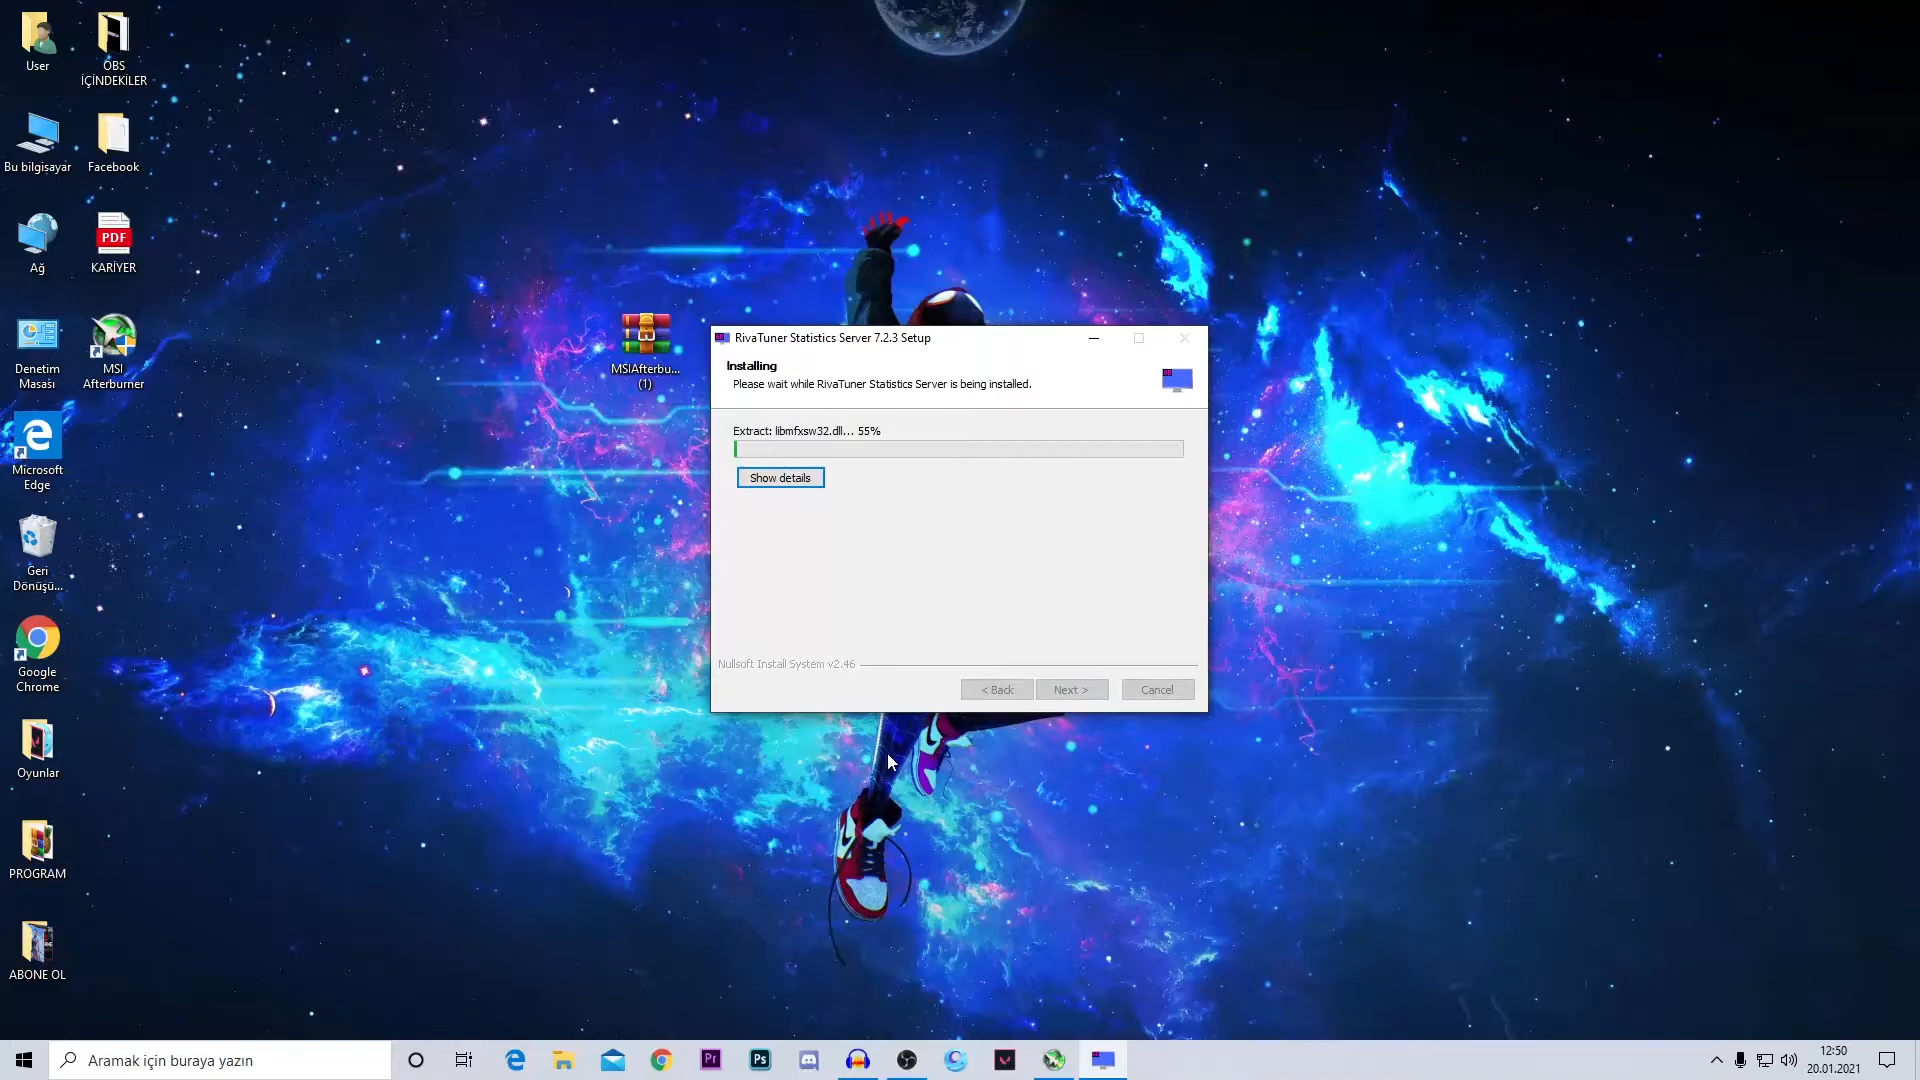 User
OBS
İÇİNDEKİLER
Bu bilgisayar
Facebook
Ağ
PDF
KARİYER
Denetim
Masası
MSI
Afterburner
Microsoft
Edge
Geri
Dönüşü...
Google
Chrome
Oyunlar
PROGRAM
ABONE OL
MSIAfterbu...
(1)
RivaTuner Statistics Server 7.2.3 Setup
Installing
Please wait while RivaTuner Statistics Server is being installed.
Extract: libmfxsw32.dll... 55%
Show details
Nullsoft Install System v2.46
< Back
Next >
Cancel
Aramak için buraya yazın
Pr
Ps
12:50
20.01.2021